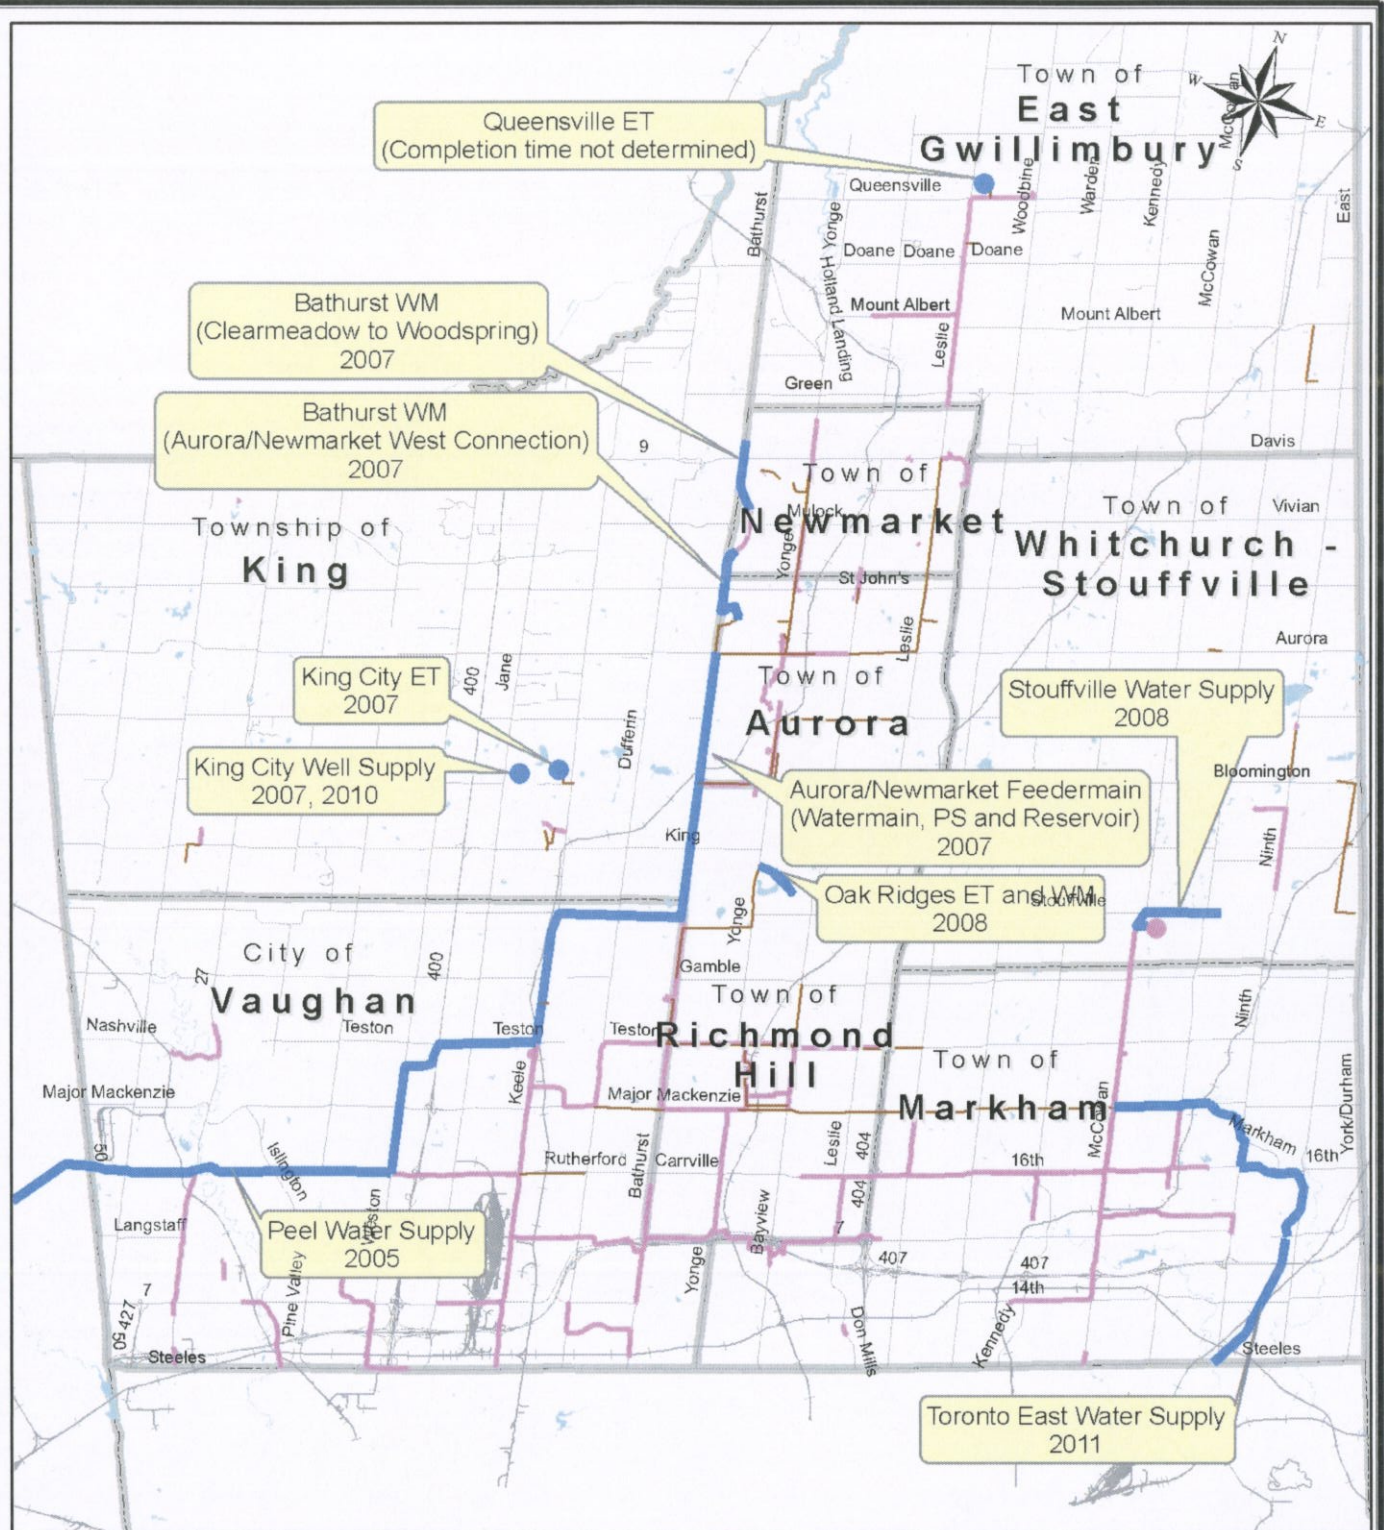 N
W
E
S
Town of
East
Gwillimbury
McCowan
Queensville ET
(Completion time not determined)
Queensville
Woodbine
Warden
Kennedy
East
Bathurst
Yonge
Holland Landing
Doane
Doane
Doane
McCowan
Bathurst WM
(Clearmeadow to Woodspring)
2007
Mount Albert
Mount Albert
Leslie
Green
Bathurst WM
(Aurora/Newmarket West Connection)
2007
9
Davis
Town of
Newmarket
Mulock
Yonge
St John's
Town of
Whitchurch -
Stouffville
Vivian
Township of
King
Leslie
Aurora
King City ET
2007
400
Jane
Dufferin
Town of
Aurora
Stouffville Water Supply
2008
King City Well Supply
2007, 2010
Bloomington
Aurora/Newmarket Feedermain
(Watermain, PS and Reservoir)
2007
King
Ninth
Oak Ridges ET and WM
2008
Stouffville
Yonge
City of
Vaughan
27
400
Gamble
Town of
Richmond
Hill
Ninth
Nashville
Teston
Teston
Teston
Town of
Markham
Major Mackenzie
Keele
Major Mackenzie
McCowan
York/Durham
50
Islington
Rutherford
Bathurst
Carrville
Leslie
404
16th
Markham
16th
404
Langstaff
Weston
Peel Water Supply
2005
Bayview
7
Yonge
407
407
14th
7
Pine Valley
427
50
Don Mills
Kennedy
Steeles
Steeles
Toronto East Water Supply
2011